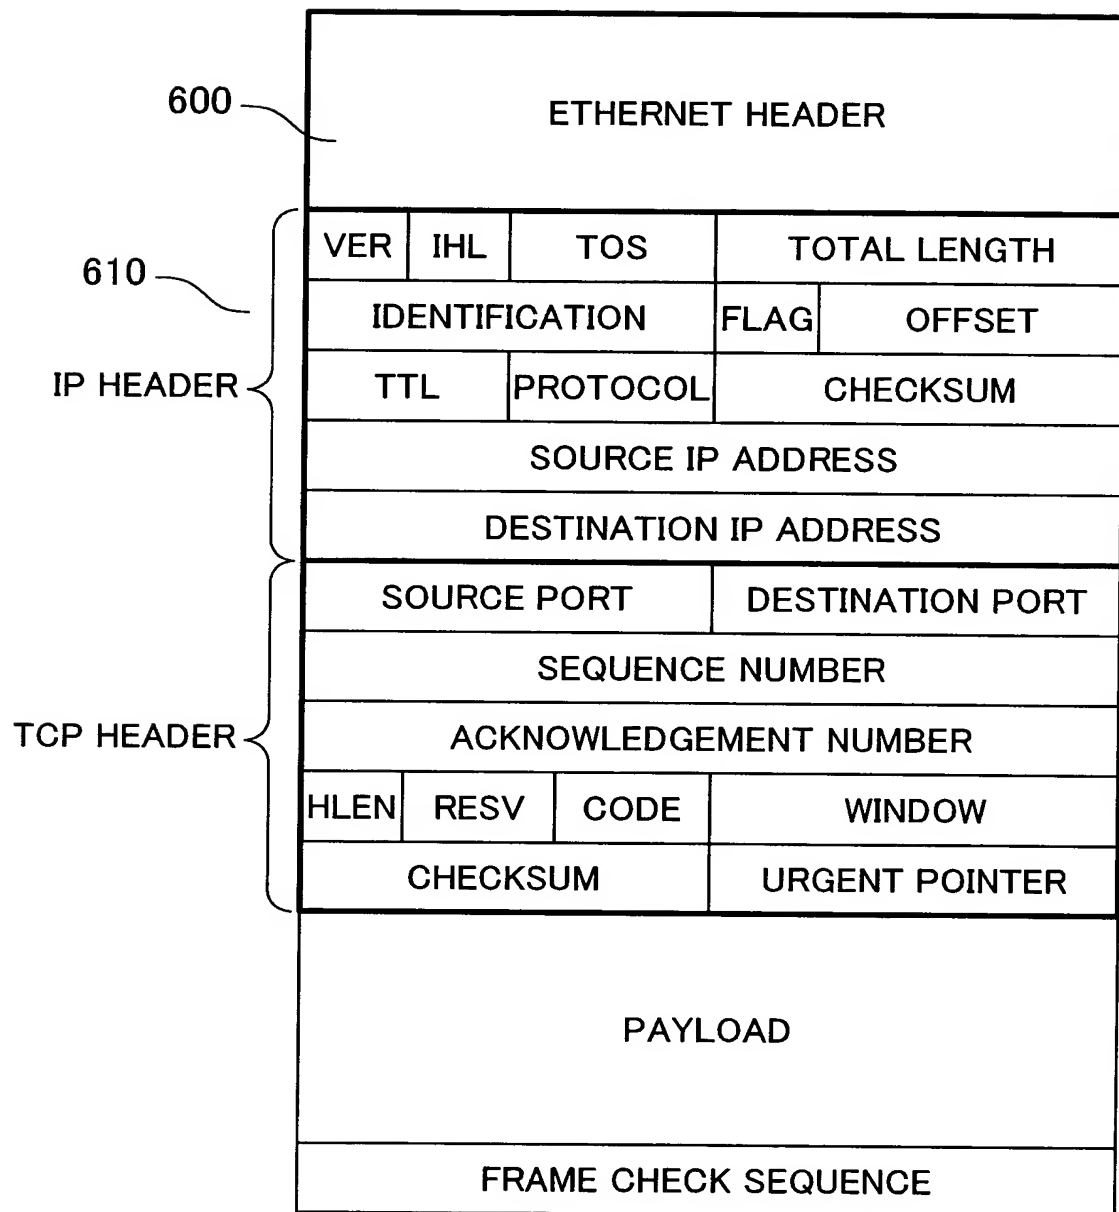 600
ETHERNET HEADER
610
IP HEADER
VER IHL TOS TOTAL LENGTH
IDENTIFICATION FLAG OFFSET
TTL PROTOCOL CHECKSUM
SOURCE IP ADDRESS
DESTINATION IP ADDRESS
TCP HEADER
SOURCE PORT DESTINATION PORT
SEQUENCE NUMBER
ACKNOWLEDGEMENT NUMBER
HLEN RESV CODE WINDOW
CHECKSUM URGENT POINTER
PAYLOAD
FRAME CHECK SEQUENCE